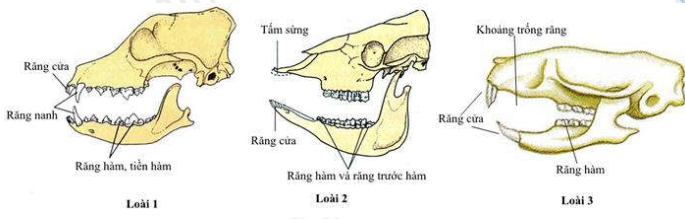 Răng cửa
Răng nanh
Răng hàm, tiền hàm
Loài 1
Tấm sừng
Răng cửa
Răng hàm và răng trước hàm
Loài 2
Khoảng trống răng
Răng cửa
Răng hàm
Loài 3